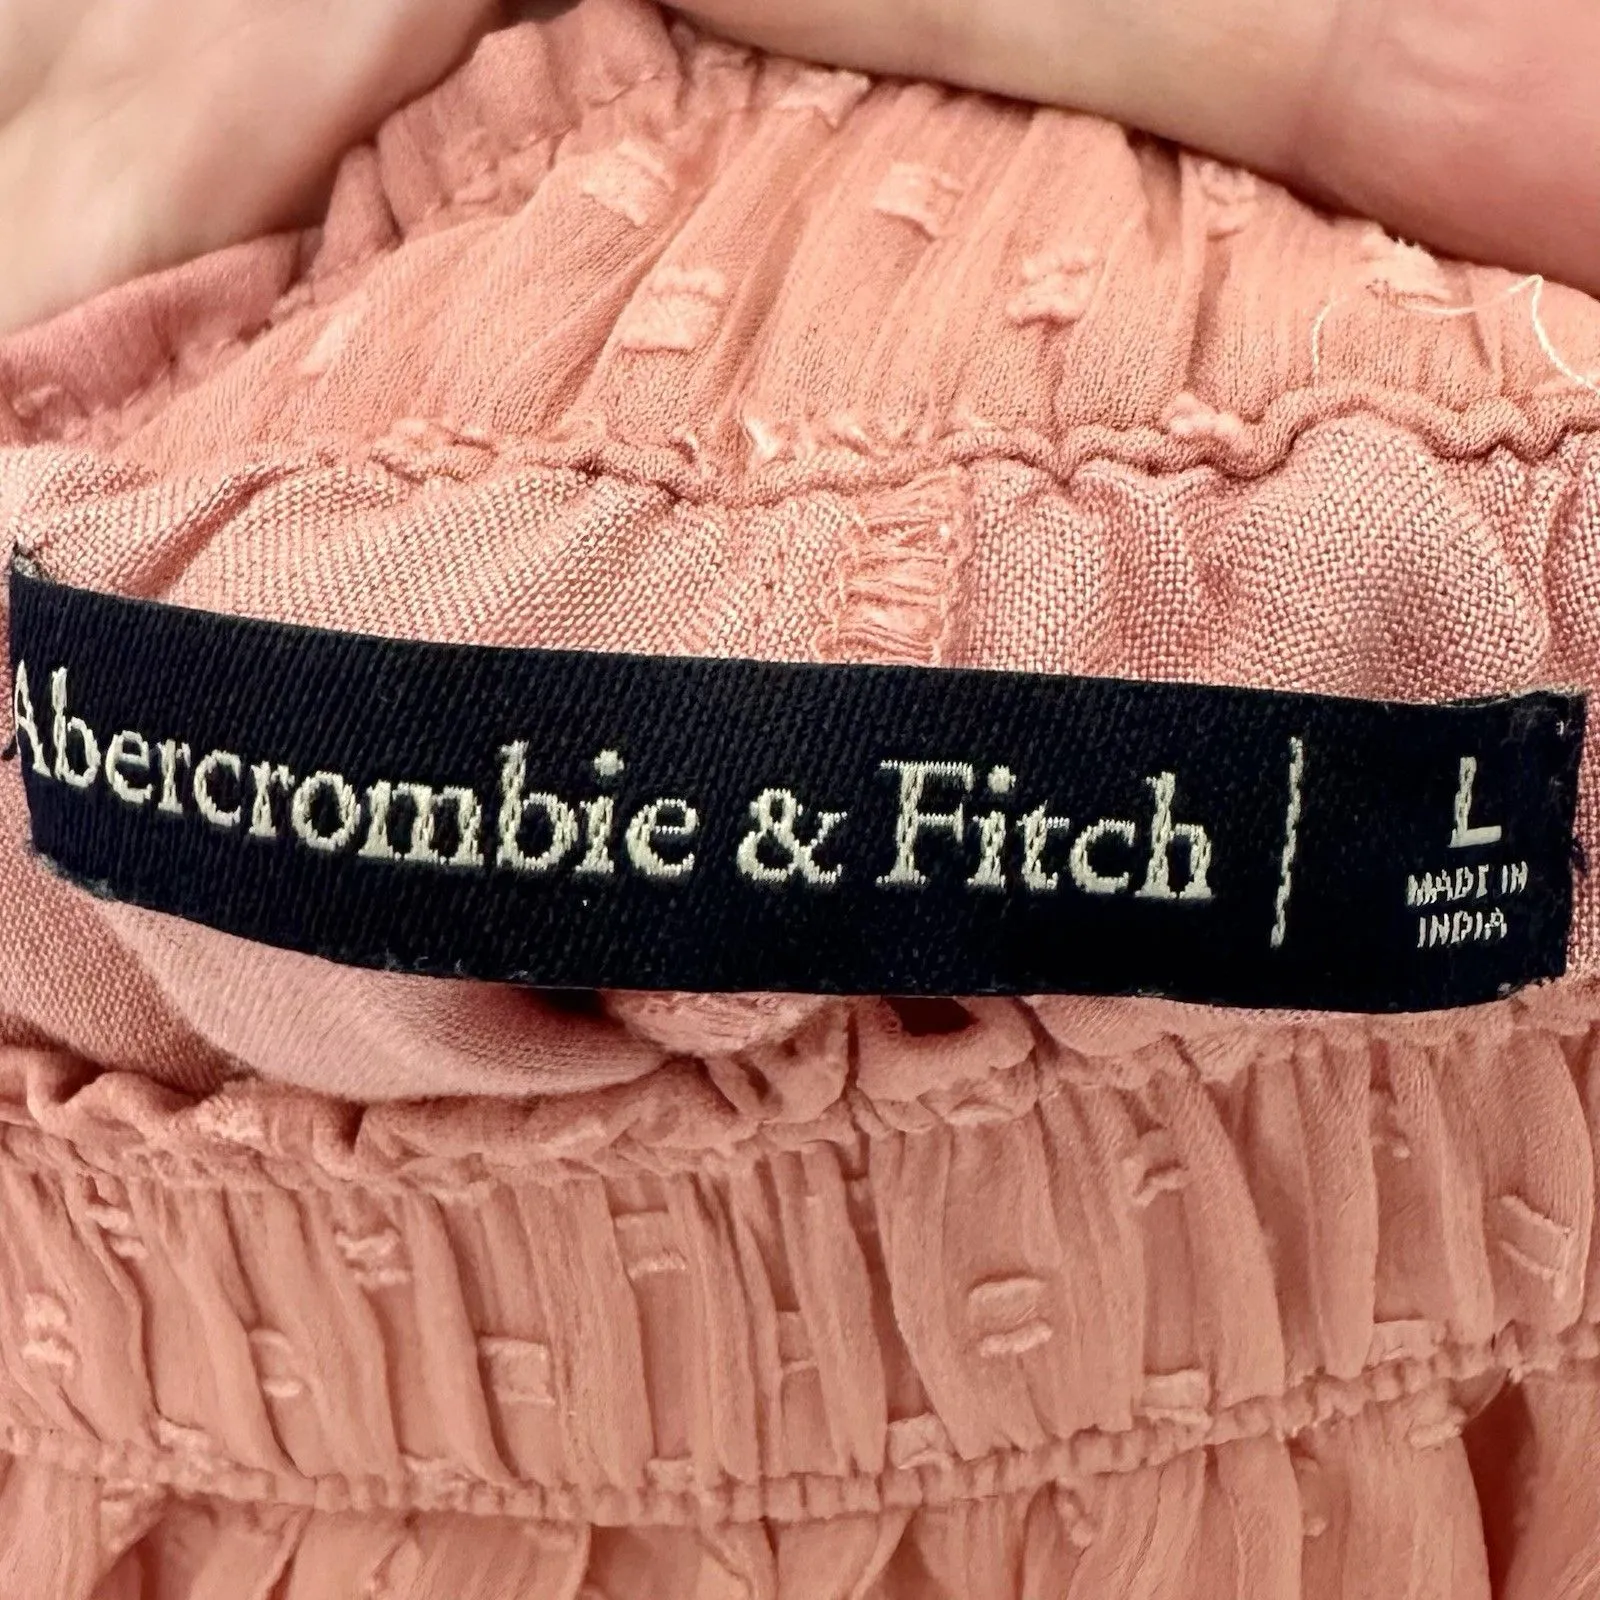 Abercrombie & Fitch | L
MADE IN
INDIA